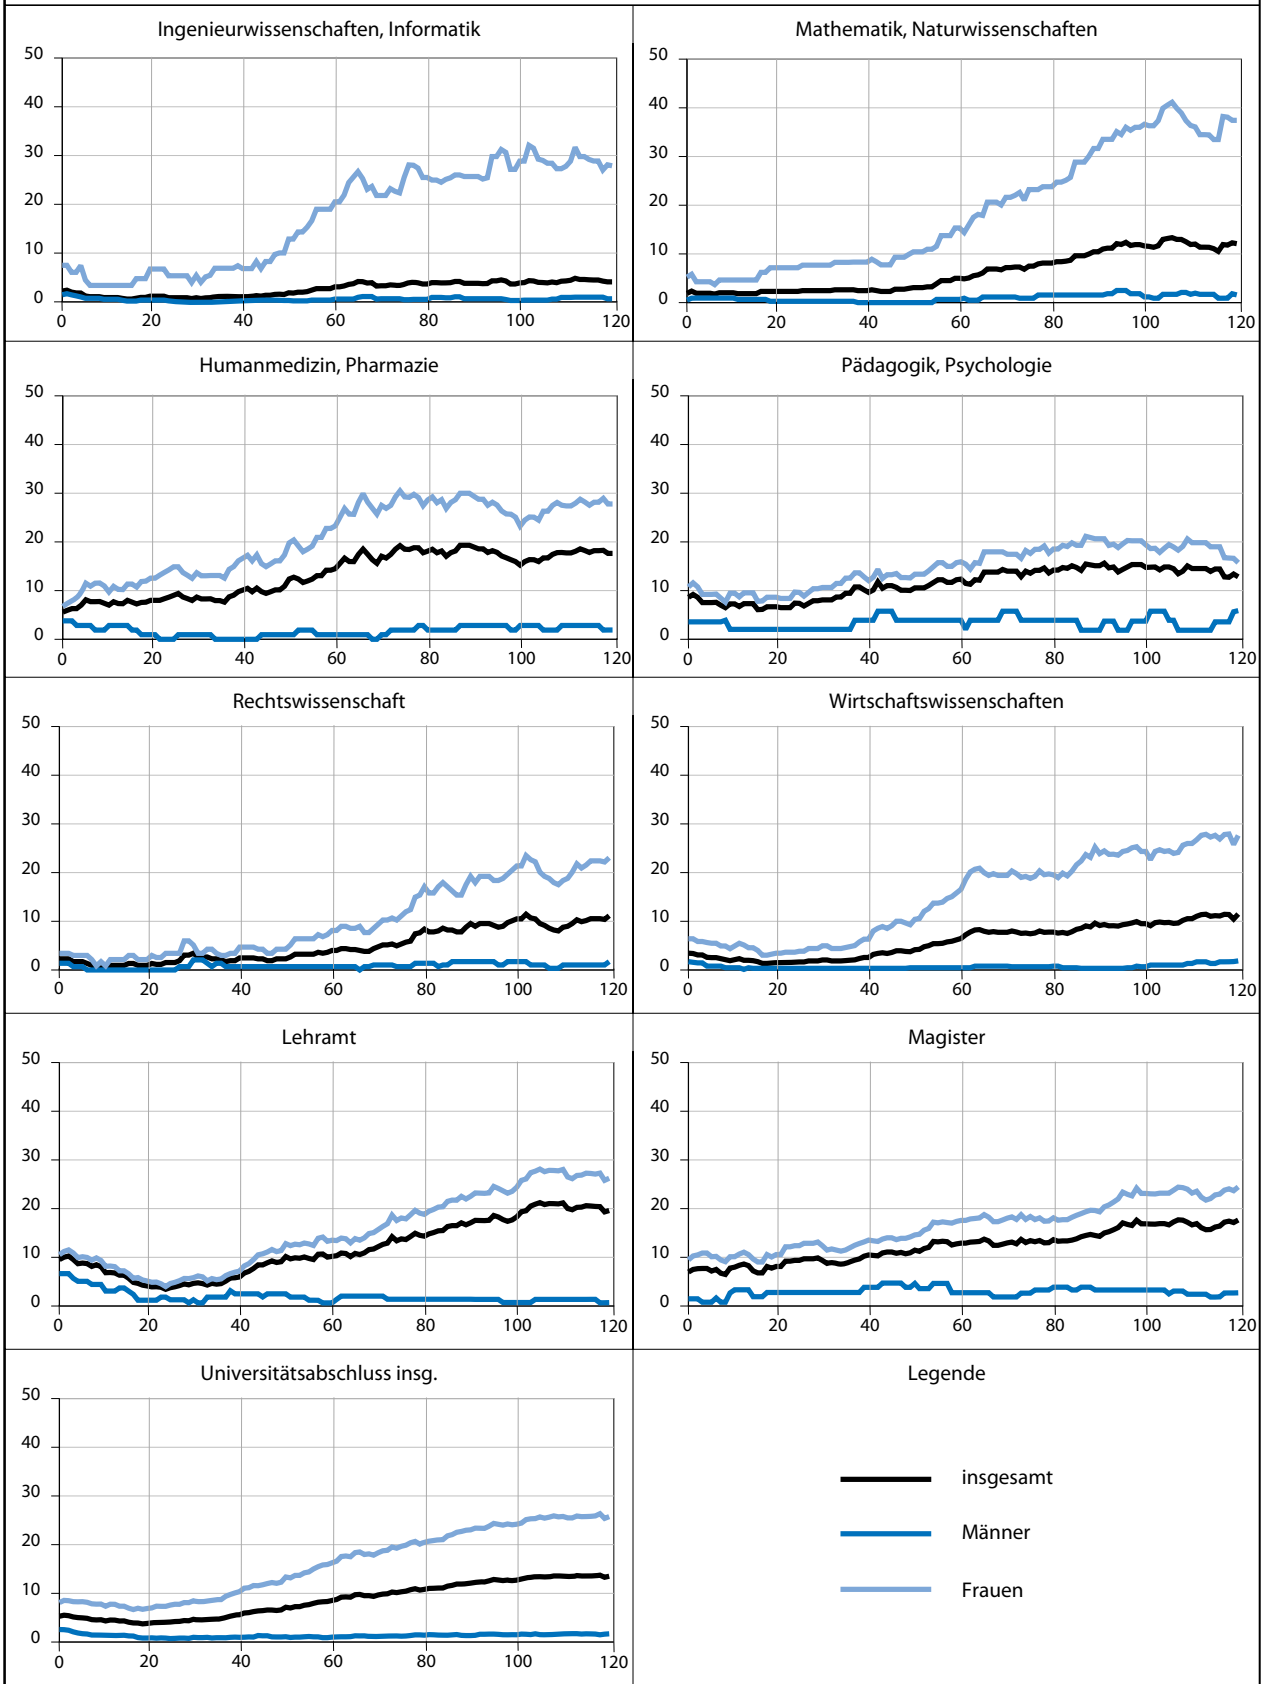 Ingenieurwissenschaften, Informatik
50
40
30
20
10
0
0 20 40 60 80 100 120
Mathematik, Naturwissenschaften
50
40
30
20
10
0
0 20 40 60 80 100 120
Humanmedizin, Pharmazie
50
40
30
20
10
0
0 20 40 60 80 100 120
Pädagogik, Psychologie
50
40
30
20
10
0
0 20 40 60 80 100 120
Rechtswissenschaft
50
40
30
20
10
0
0 20 40 60 80 100 120
Wirtschaftswissenschaften
50
40
30
20
10
0
0 20 40 60 80 100 120
Lehramt
50
40
30
20
10
0
0 20 40 60 80 100 120
Magister
50
40
30
20
10
0
0 20 40 60 80 100 120
Universitätsabschluss insg.
50
40
30
20
10
0
0 20 40 60 80 100 120
Legende
insgesamt
Männer
Frauen